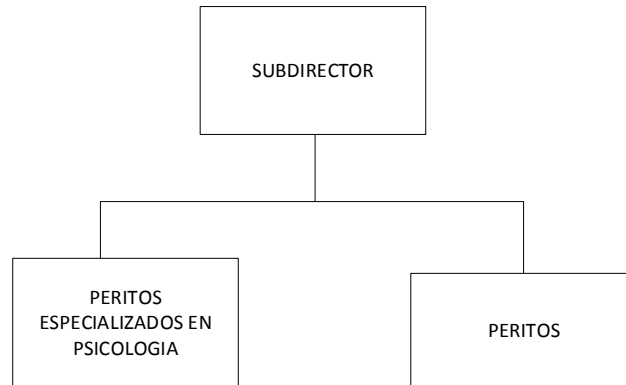 SUBDIRECTOR
PERITOS
ESPECIALIZADOS EN
PSICOLOGIA
PERITOS